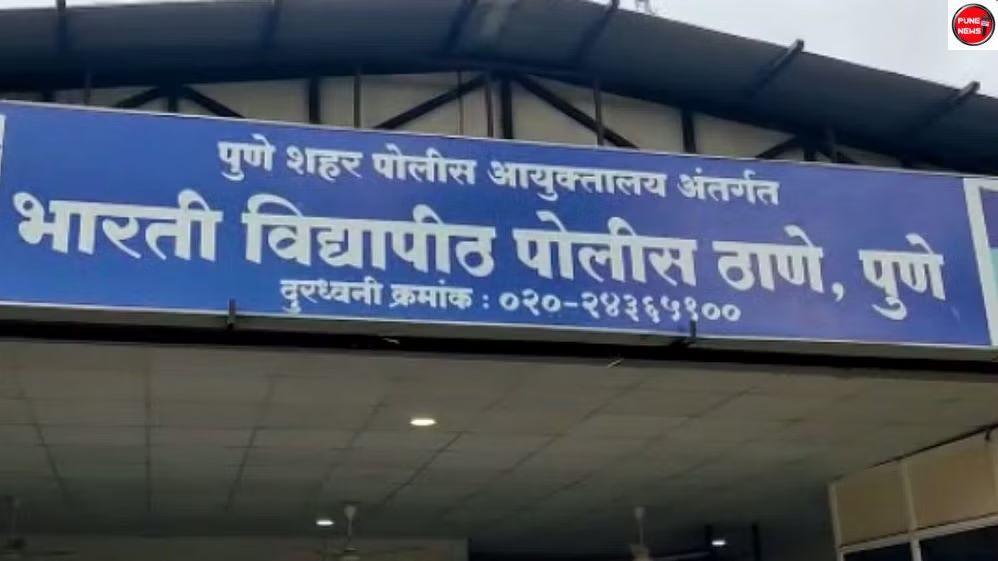 PUNE
NEWS
पुणे शहर पोलीस आयुक्तालय अंतर्गत
भारती विद्यापीठ पोलीस ठाणे, पुणे
दुरध्वनी क्रमांक : ०२०-२४३६५१००